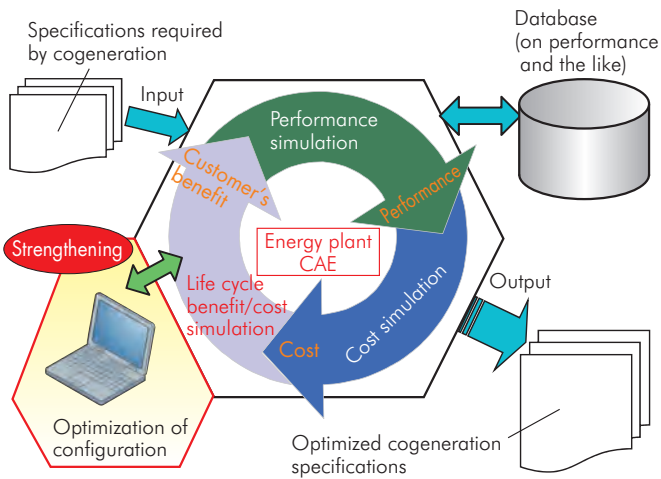 Specifications required
by cogeneration
Input
Database
(on performance
and the like)
Performance
simulation
Customer's
benefit
Performance
Strengthening
Energy plant
CAE
Life cycle
benefit/cost
simulation
Cost
Cost simulation
Output
Optimization of
configuration
Optimized cogeneration
specifications